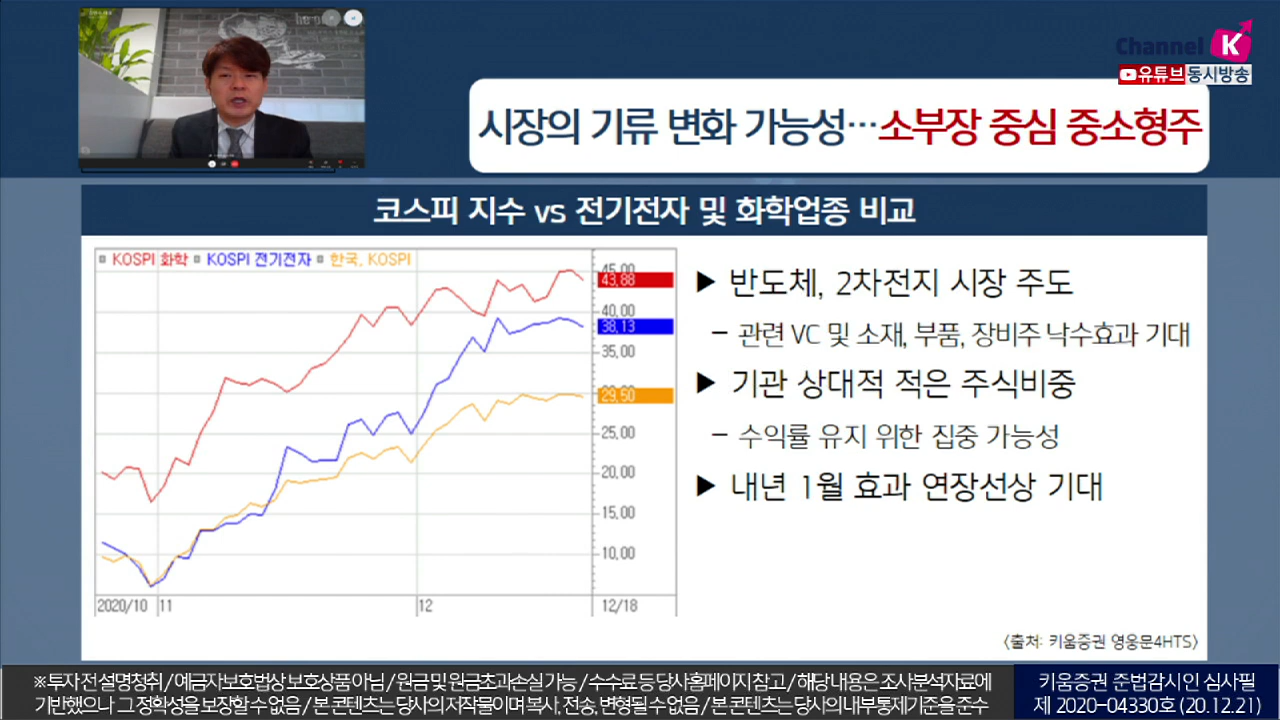 Channel K
유튜브동시방송
시장의 기류 변화 가능성…소부장 중심 중소형주
코스피 지수 vs 전기전자 및 화학업종 비교
KOSPI 화학 KOSPI 전기전자 한국, KOSPI
45,00
43,88
40,00
38,13
35,00
29,50
25,00
20,00
15,00
10,00
2020/10 11 12 12/18
▶ 반도체, 2차전지 시장 주도
– 관련 VC 및 소재, 부품, 장비주 낙수효과 기대
▶ 기관 상대적 적은 주식비중
– 수익률 유지 위한 집중 가능성
▶ 내년 1월 효과 연장선상 기대
〈출처: 키움증권 영웅문4HTS〉
※ 투자 전 설명청취 / 예금자보호법상 보호상품 아님 / 원금 및 원금초과손실 가능 / 수수료 등 당사홈페이지 참고 / 해당 내용은 조사분석자료에
기반했으나 그 정확성을 보장할 수 없음 / 본 콘텐츠는 당사의 저작물이며 복사, 전송, 변형될 수 없음 / 본 콘텐츠는 당사의 내부통제기준을 준수
키움증권 준법감시인 심사필
제 2020-04330호 (20.12.21)